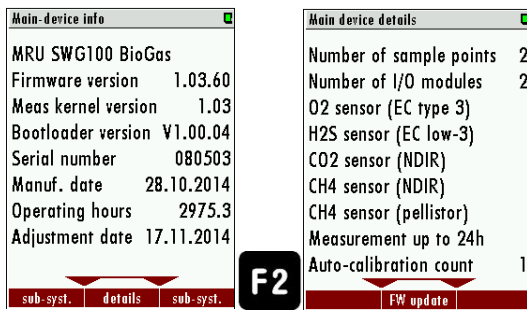 Main-device info
MRU SWG100 BioGas
Firmware version 1.03.60
Meas kernel version 1.03
Bootloader version V1.00.04
Serial number 080503
Manuf. date 28.10.2014
Operating hours 2975.3
Adjustment date 17.11.2014
sub-syst. details sub-syst.
F2
Main device details
Number of sample points 2
Number of I/O modules 2
O2 sensor (EC type 3)
H2S sensor (EC low-3)
CO2 sensor (NDIR)
CH4 sensor (NDIR)
CH4 sensor (pellistor)
Measurement up to 24h
Auto-calibration count 1
FW update